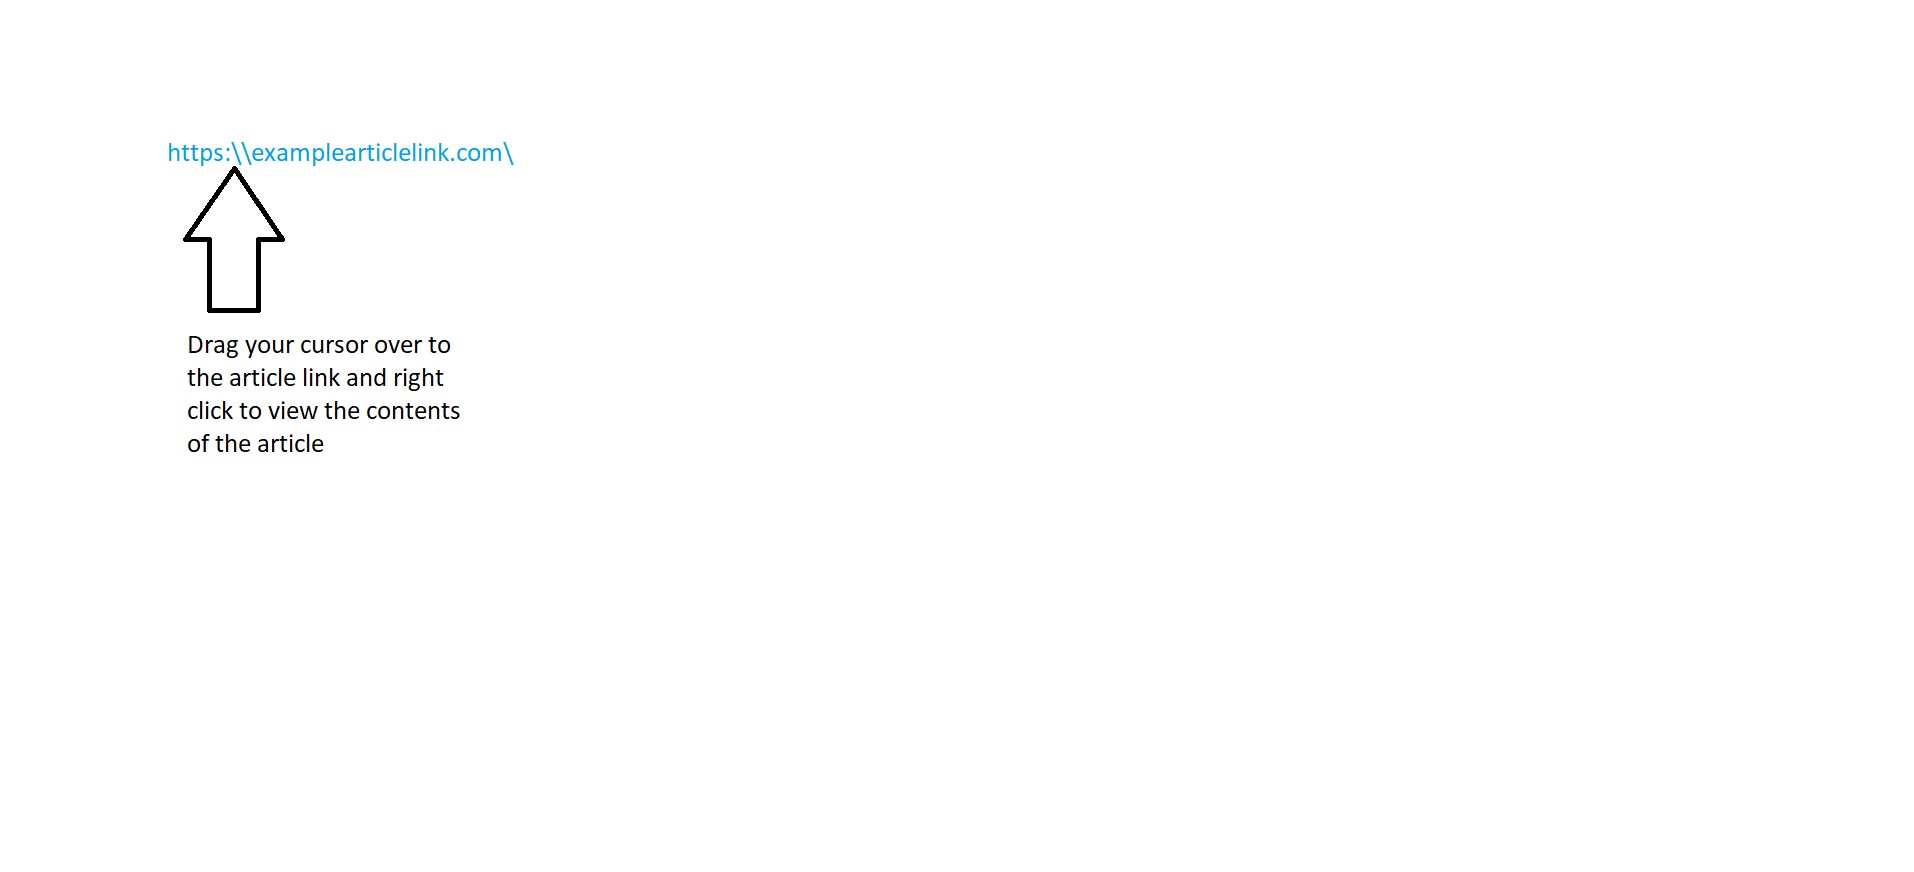 https:\\examplearticlelink.com\
Drag your cursor over to
the article link and right
click to view the contents
of the article